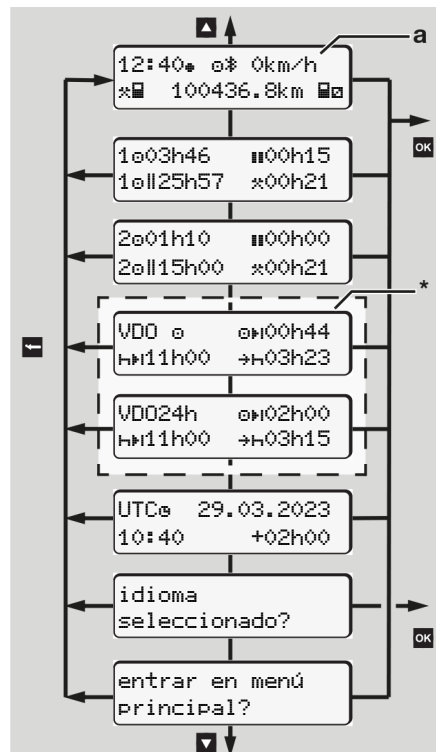 a
12:40 0km/h
100436.8km
OK
1 03h46 00h15
1 25h57 00h21
2 01h10 00h00
2 15h00 00h21
*
VDO 00h44
11h00 03h23
VDO24h 02h00
11h00 03h15
UTC 29.03.2023
10:40 +02h00
idioma
seleccionado?
OK
entrar en menú
principal?